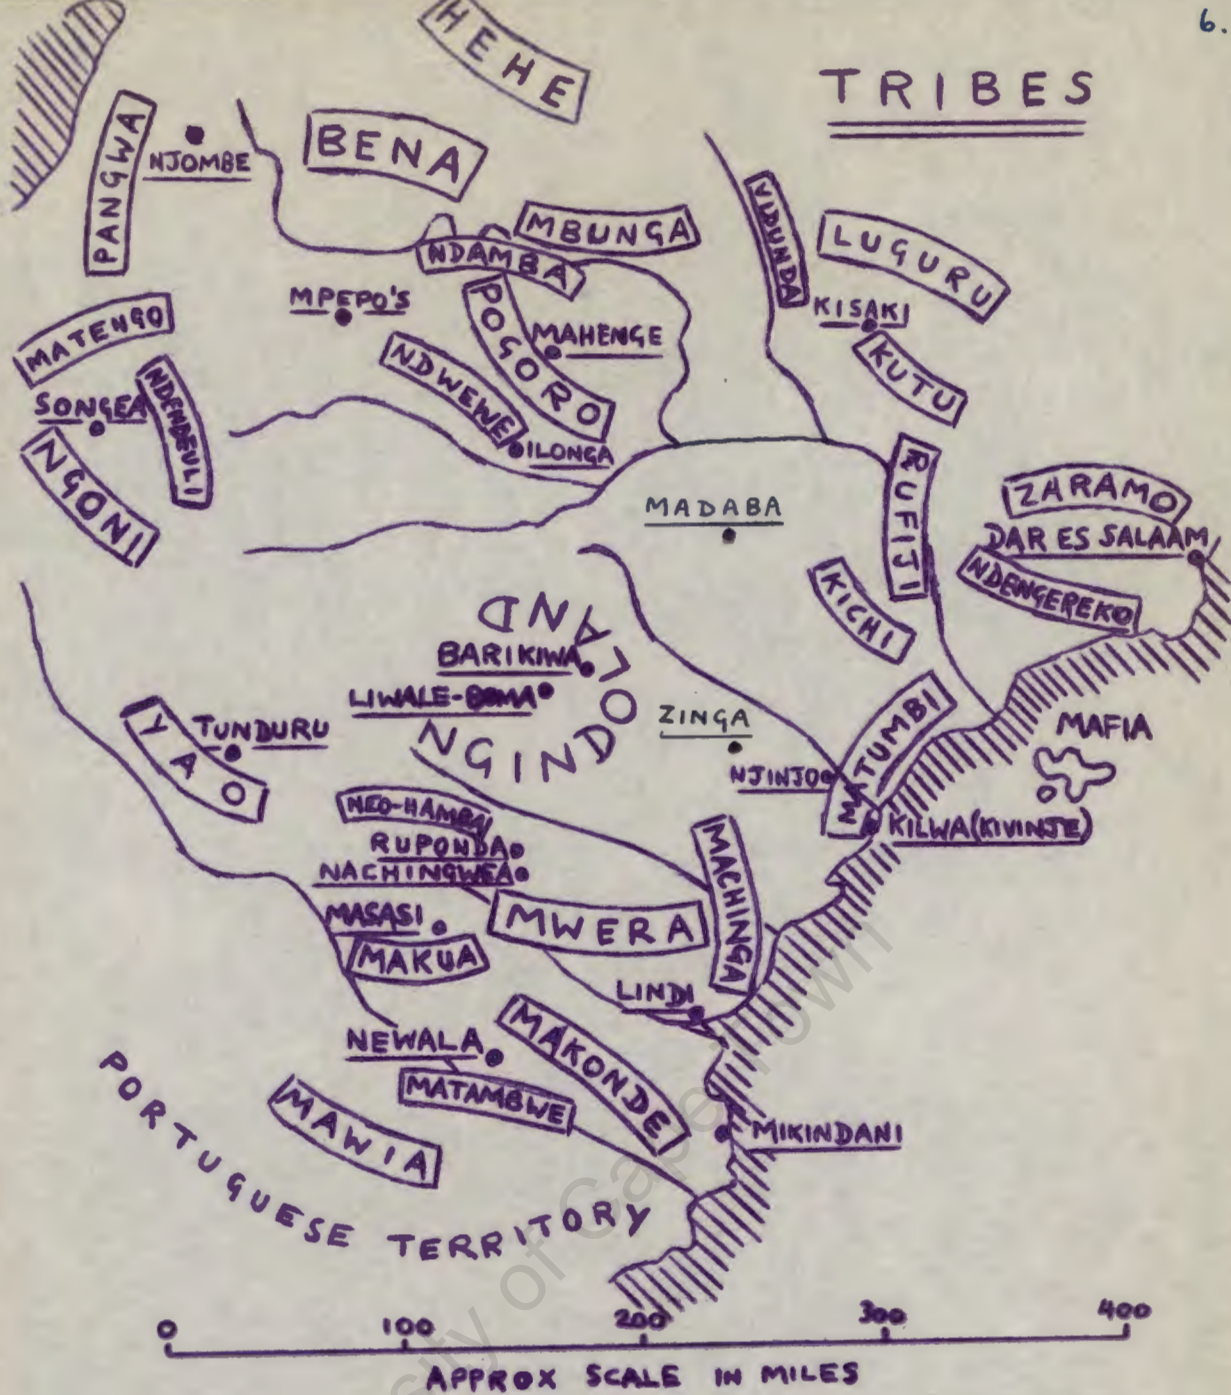 6.
HEHE
TRIBES
PANGWA
NJOMBE
BENA
MBUNGA
VIDUNDA
LUGURU
NDAMBA
MPEPO'S
POGORO
MAHENGE
KISAKI
MATENGO
NDWEWE
KUTU
SONGEA
NDENDEULI
ILONGA
NGONI
RUFIJI
ZARAMO
MADABA
DAR ES SALAAM
NDENGEREKO
KICHI
NGINDOLAND
BARIKIWA
LIWALE-BOMA
YAO
TUNDURU
ZINGA
MATUMBI
MAFIA
NJINJO
KILWA (KIVINJE)
NEO-HAMBA
RUPONDA
NACHINGWEA
MACHINGA
MASASI
MWERA
MAKUA
LINDI
NEWALA
MAKONDE
MATAMBWE
MAWIA
MIKINDANI
PORTUGUESE TERRITORY
0 100 200 300 400
APPROX SCALE IN MILES